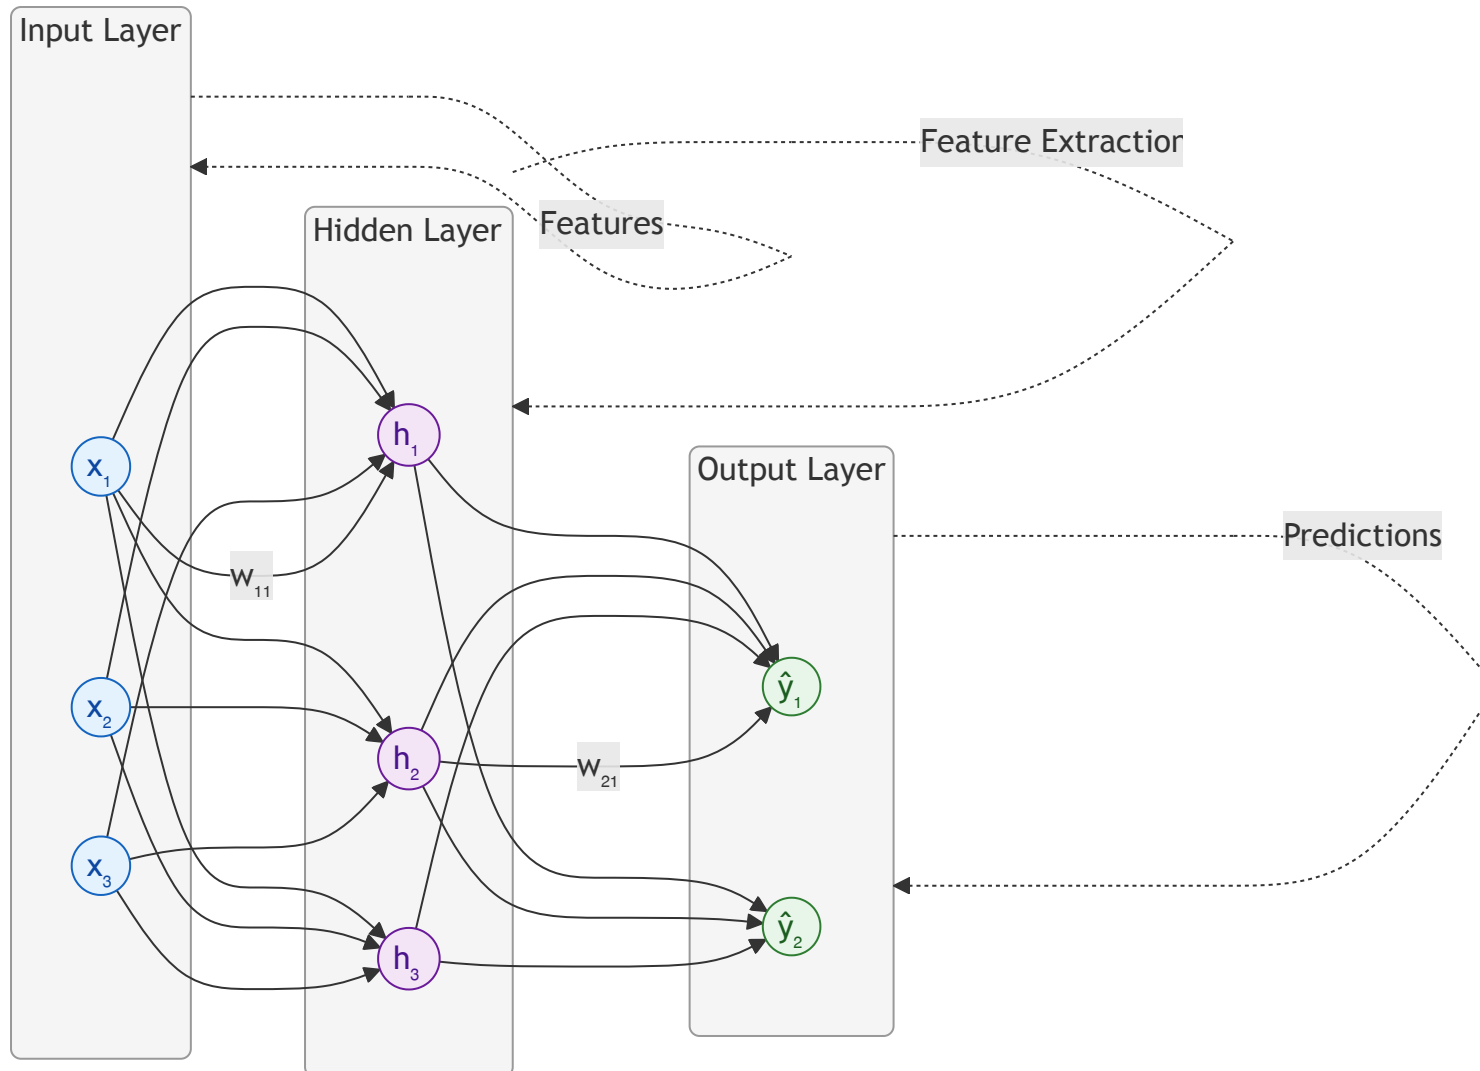 Input Layer
Feature Extraction
Features
Hidden Layer
h₁
x₁
Output Layer
Predictions
w₁₁
ŷ₁
x₂
h₂
w₂₁
x₃
ŷ₂
h₃